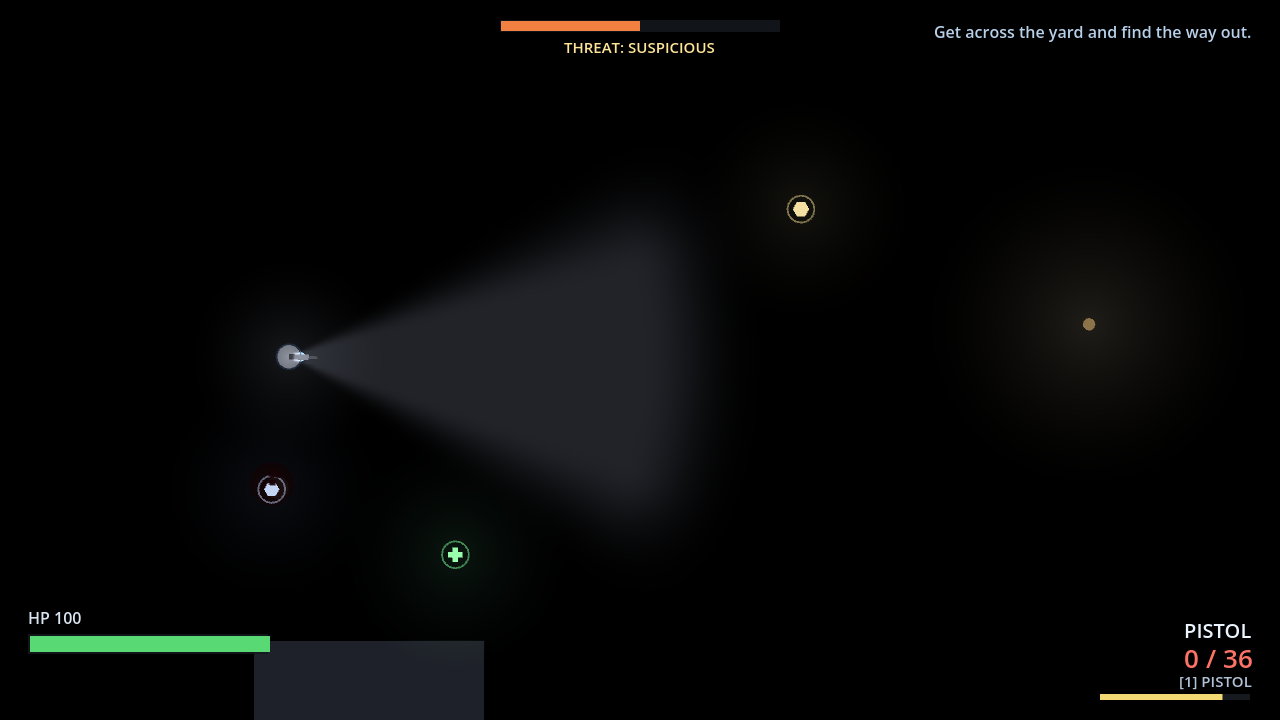 THREAT: SUSPICIOUS
Get across the yard and find the way out.
HP 100
PISTOL
0 / 36
[1] PISTOL